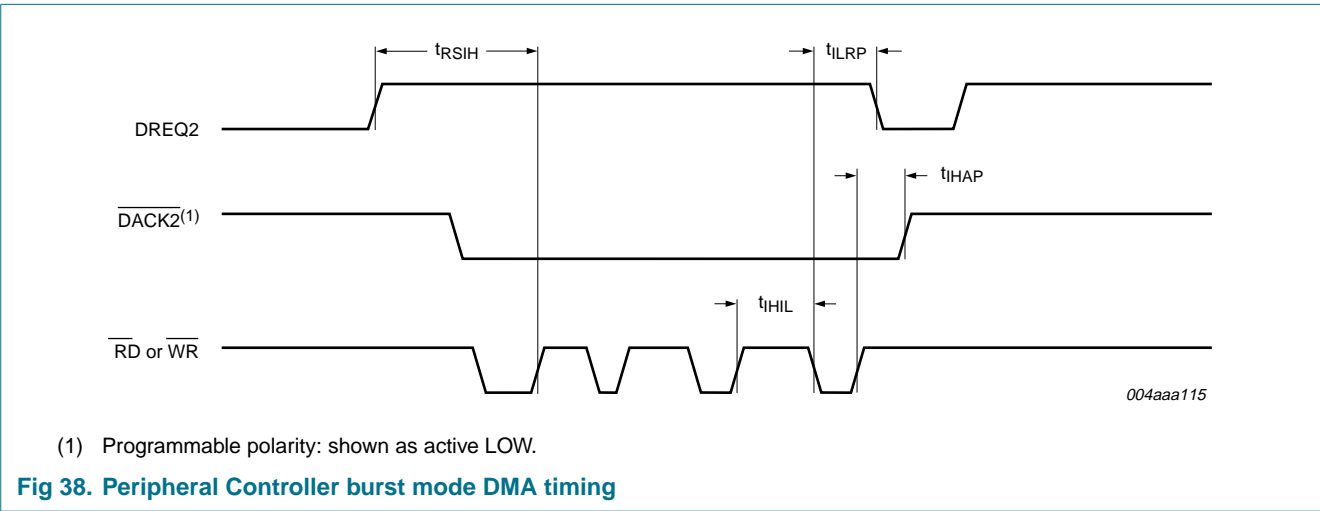 tRSIH
tILRP
DREQ2
tIHAP
DACK2(1)
tIHIL
RD or WR
004aaa115
(1) Programmable polarity: shown as active LOW.
Fig 38. Peripheral Controller burst mode DMA timing